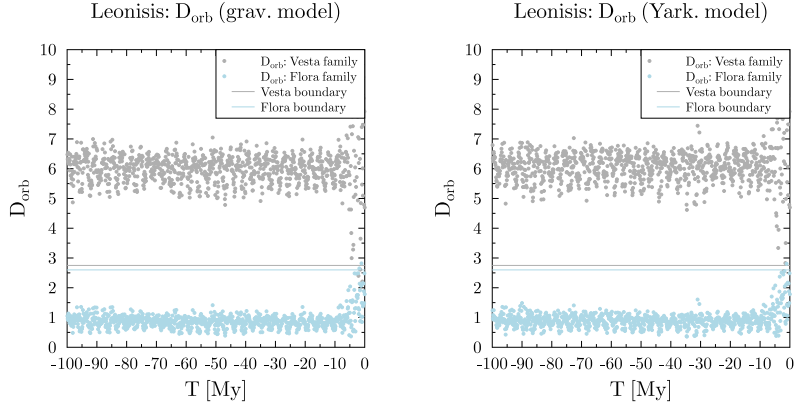 Leonisis: D_orb (grav. model)
D_orb
10
9
8
7
6
5
4
3
2
1
0
D_orb: Vesta family
D_orb: Flora family
Vesta boundary
Flora boundary
-100 -90 -80 -70 -60 -50 -40 -30 -20 -10 0
T [My]
Leonisis: D_orb (Yark. model)
D_orb
10
9
8
7
6
5
4
3
2
1
0
D_orb: Vesta family
D_orb: Flora family
Vesta boundary
Flora boundary
-100 -90 -80 -70 -60 -50 -40 -30 -20 -10 0
T [My]